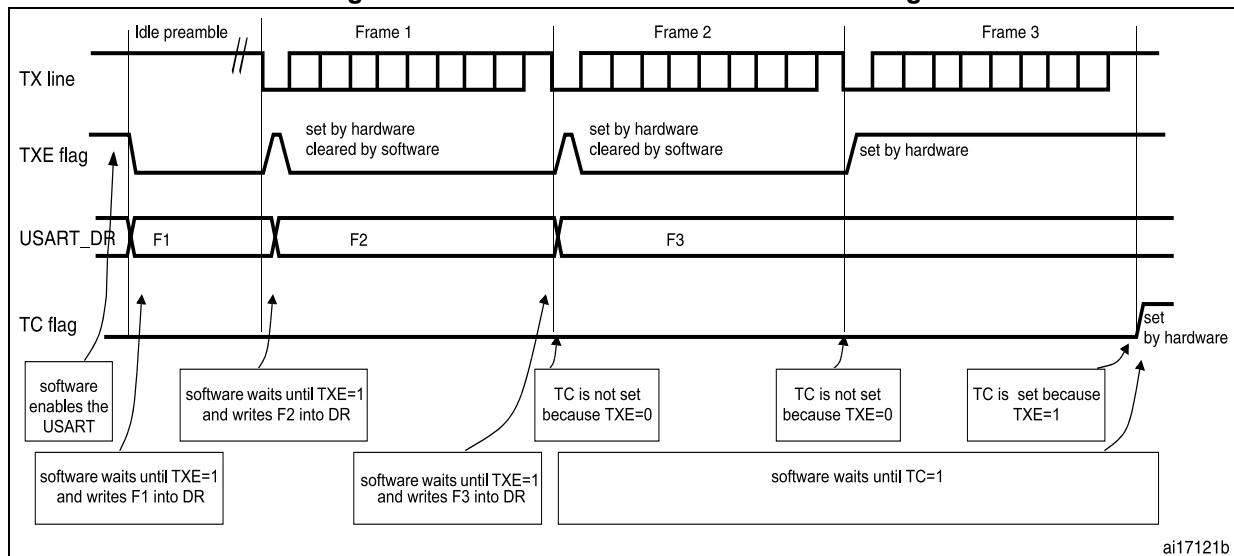 Idle preamble
Frame 1
Frame 2
Frame 3
TX line
TXE flag
set by hardware
cleared by software
set by hardware
cleared by software
set by hardware
USART_DR
F1
F2
F3
TC flag
set
by hardware
software
enables the
USART
software waits until TXE=1
and writes F2 into DR
TC is not set
because TXE=0
TC is not set
because TXE=0
TC is set because
TXE=1
software waits until TXE=1
and writes F1 into DR
software waits until TXE=1
and writes F3 into DR
software waits until TC=1
ai17121b